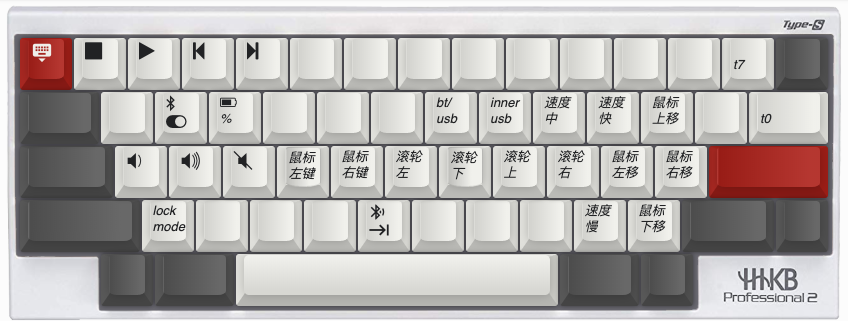 Type-S
t7
bt/
usb
inner
usb
速度
中
速度
快
鼠标
上移
t0
%
鼠标
左键
鼠标
右键
滚轮
左
滚轮
下
滚轮
上
滚轮
右
鼠标
左移
鼠标
右移
lock
mode
速度
慢
鼠标
下移
HHKB
Professional 2